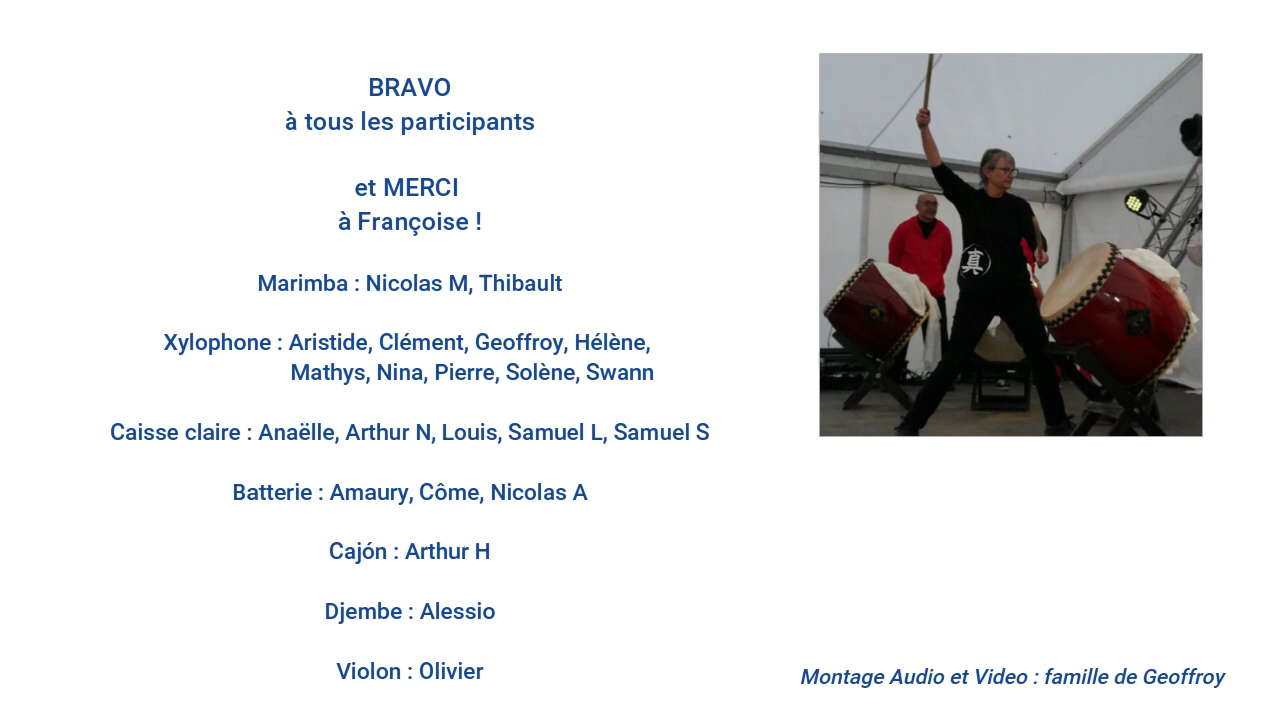 BRAVO
à tous les participants
et MERCI
à Françoise !
Marimba : Nicolas M, Thibault
Xylophone : Aristide, Clément, Geoffroy, Hélène,
Mathys, Nina, Pierre, Solène, Swann
Caisse claire : Anaëlle, Arthur N, Louis, Samuel L, Samuel S
Batterie : Amaury, Côme, Nicolas A
Cajón : Arthur H
Djembe : Alessio
Violon : Olivier
真
Montage Audio et Video : famille de Geoffroy